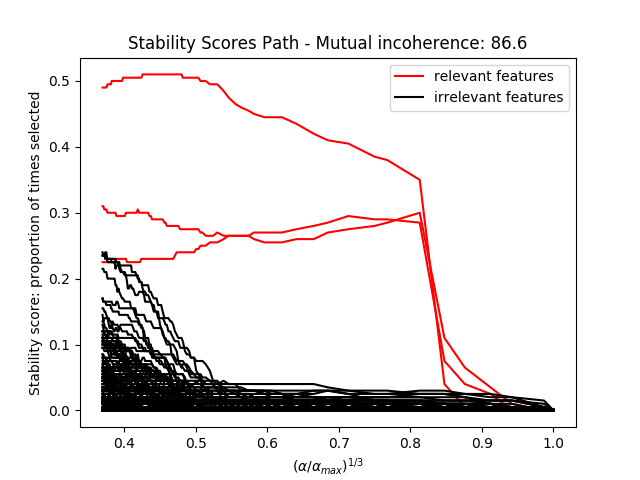 Stability Scores Path - Mutual incoherence: 86.6
relevant features
irrelevant features
Stability score: proportion of times selected
0.5
0.4
0.3
0.2
0.1
0.0
0.4 0.5 0.6 0.7 0.8 0.9 1.0
(α/α_max)^1/3